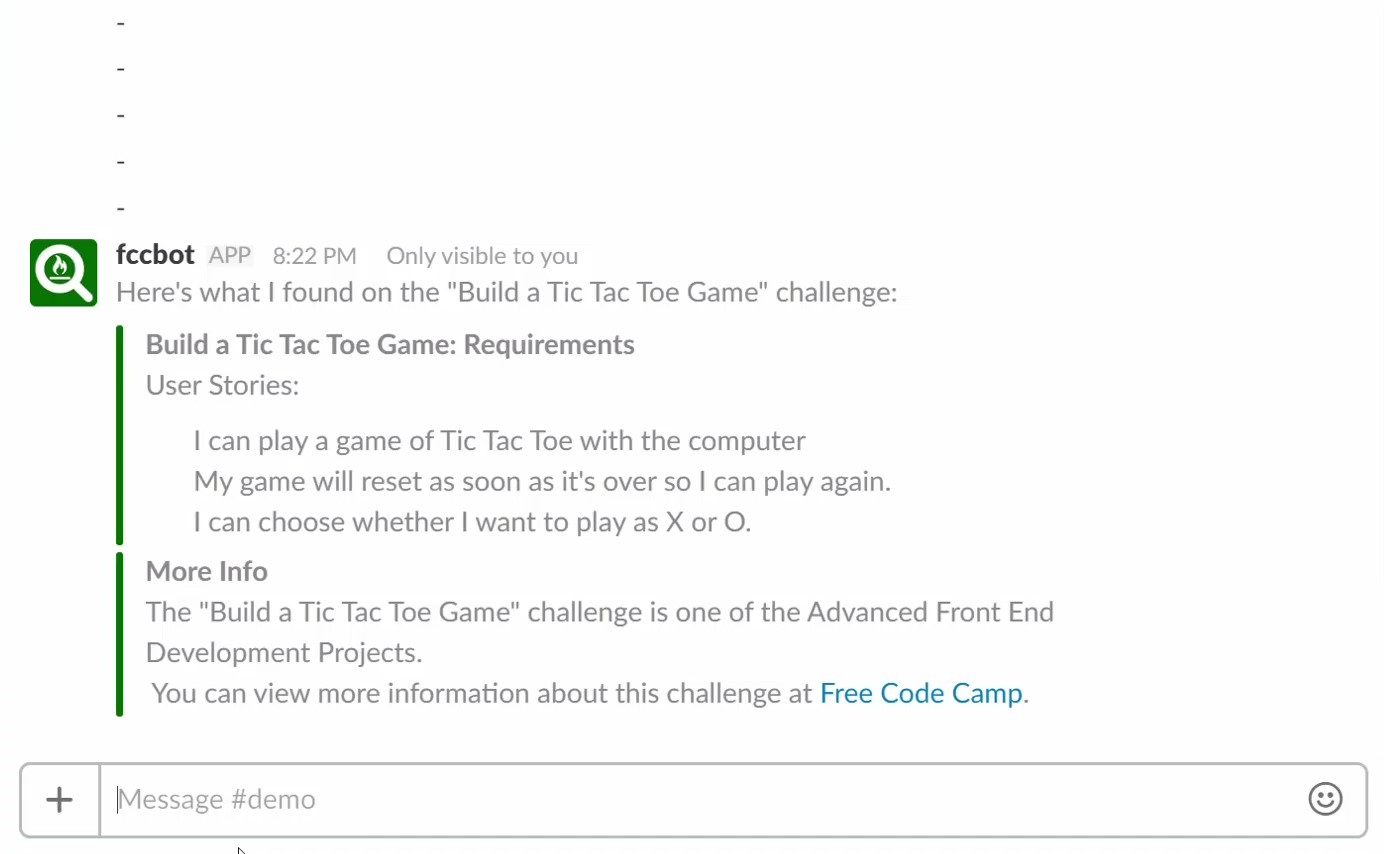 -
-
-
-
-
fccbot APP 8:22 PM Only visible to you
Here's what I found on the "Build a Tic Tac Toe Game" challenge:
Build a Tic Tac Toe Game: Requirements
User Stories:
I can play a game of Tic Tac Toe with the computer
My game will reset as soon as it's over so I can play again.
I can choose whether I want to play as X or O.
More Info
The "Build a Tic Tac Toe Game" challenge is one of the Advanced Front End
Development Projects.
You can view more information about this challenge at Free Code Camp.
Message #demo